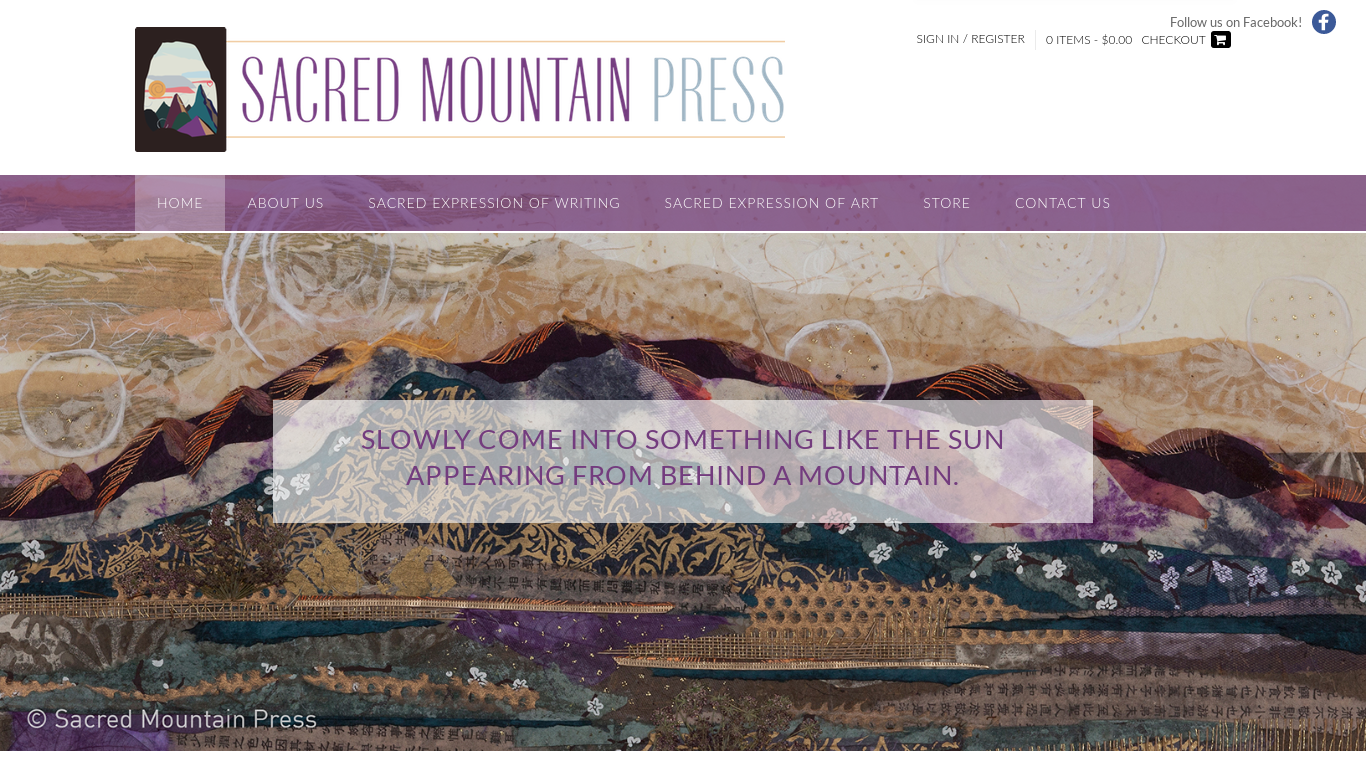 Follow us on Facebook!
SIGN IN / REGISTER
0 ITEMS - $0.00 CHECKOUT
SACRED MOUNTAIN PRESS
HOME
ABOUT US
SACRED EXPRESSION OF WRITING
SACRED EXPRESSION OF ART
STORE
CONTACT US
SLOWLY COME INTO SOMETHING LIKE THE SUN
APPEARING FROM BEHIND A MOUNTAIN.
© Sacred Mountain Press